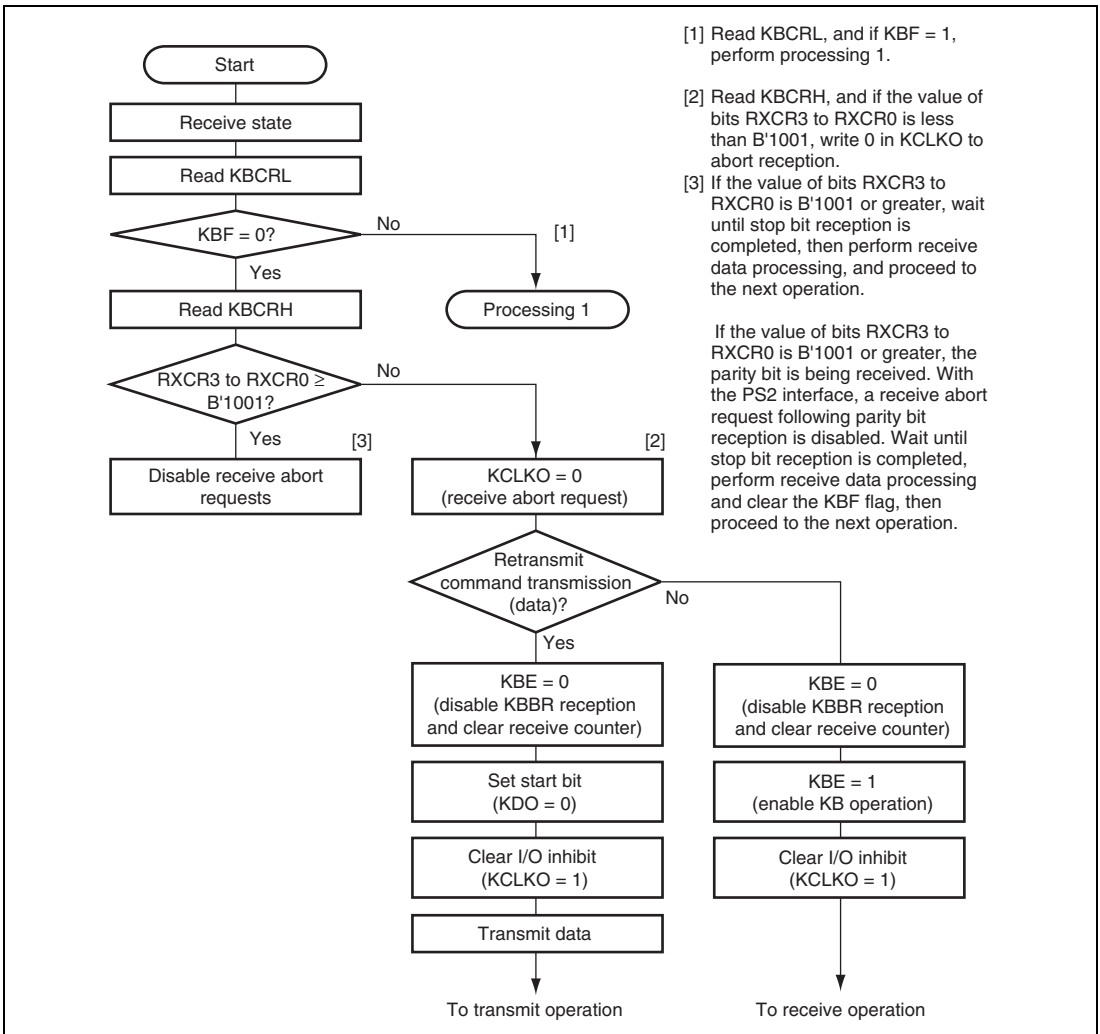 Start
Receive state
Read KBCRL
KBF = 0?
No
[1]
Yes
Processing 1
Read KBCRH
RXCR3 to RXCR0 ≥
B'1001?
No
Yes
[3]
[2]
Disable receive abort
requests
KCLKO = 0
(receive abort request)
Retransmit
command transmission
(data)?
No
Yes
KBE = 0
(disable KBBR reception
and clear receive counter)
KBE = 0
(disable KBBR reception
and clear receive counter)
Set start bit
(KDO = 0)
KBE = 1
(enable KB operation)
Clear I/O inhibit
(KCLKO = 1)
Clear I/O inhibit
(KCLKO = 1)
Transmit data
To transmit operation
To receive operation
[1] Read KBCRL, and if KBF = 1,
perform processing 1.
[2] Read KBCRH, and if the value of
bits RXCR3 to RXCR0 is less
than B'1001, write 0 in KCLKO to
abort reception.
[3] If the value of bits RXCR3 to
RXCR0 is B'1001 or greater, wait
until stop bit reception is
completed, then perform receive
data processing, and proceed to
the next operation.
If the value of bits RXCR3 to
RXCR0 is B'1001 or greater, the
parity bit is being received. With
the PS2 interface, a receive abort
request following parity bit
reception is disabled. Wait until
stop bit reception is completed,
perform receive data processing
and clear the KBF flag, then
proceed to the next operation.